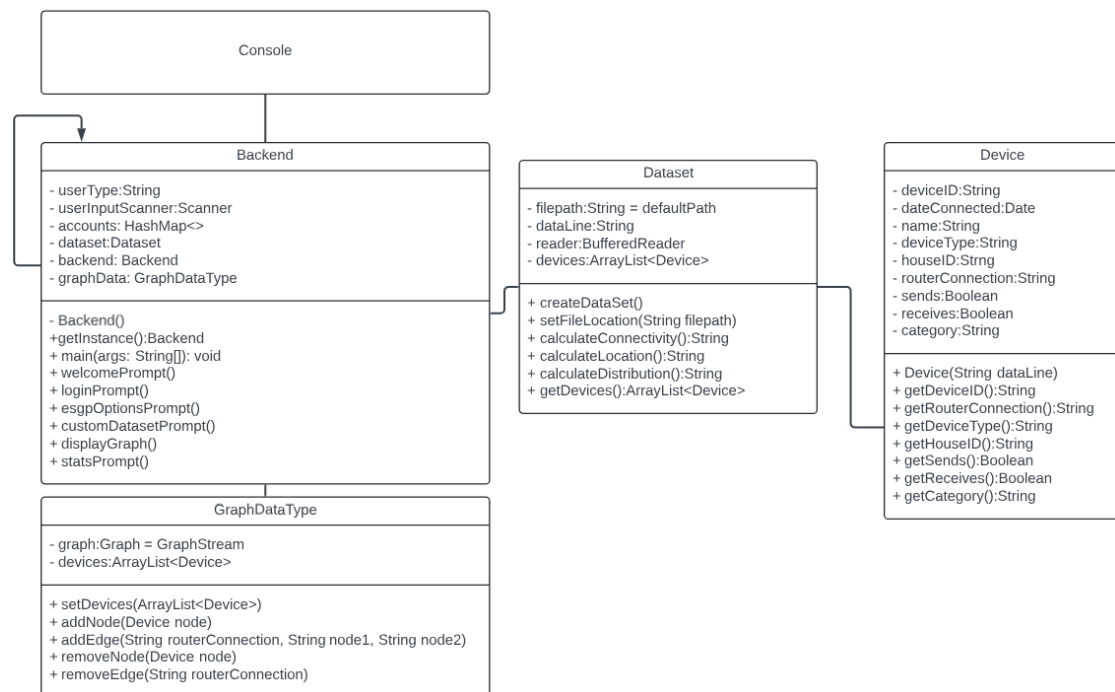 Console
Backend
- userType:String
- userInputScanner:Scanner
- accounts: HashMap<>
- dataset:Dataset
- backend: Backend
- graphData: GraphDataType
- Backend()
+getInstance():Backend
+ main(args: String[]): void
+ welcomePrompt()
+ loginPrompt()
+ esgpOptionsPrompt()
+ customDatasetPrompt()
+ displayGraph()
+ statsPrompt()
GraphDataType
- graph:Graph = GraphStream
- devices:ArrayList<Device>
+ setDevices(ArrayList<Device>)
+ addNode(Device node)
+ addEdge(String routerConnection, String node1, String node2)
+ removeNode(Device node)
+ removeEdge(String routerConnection)
Dataset
- filepath:String = defaultPath
- dataLine:String
- reader:BufferedReader
- devices:ArrayList<Device>
+ createDataSet()
+ setFileLocation(String filepath)
+ calculateConnectivity():String
+ calculateLocation():String
+ calculateDistribution():String
+ getDevices():ArrayList<Device>
Device
- deviceID:String
- dateConnected:Date
- name:String
- deviceType:String
- houseID:Strng
- routerConnection:String
- sends:Boolean
- receives:Boolean
- category:String
+ Device(String dataLine)
+ getDeviceID():String
+ getRouterConnection():String
+ getDeviceType():String
+ getHouseID():String
+ getSends():Boolean
+ getReceives():Boolean
+ getCategory():String